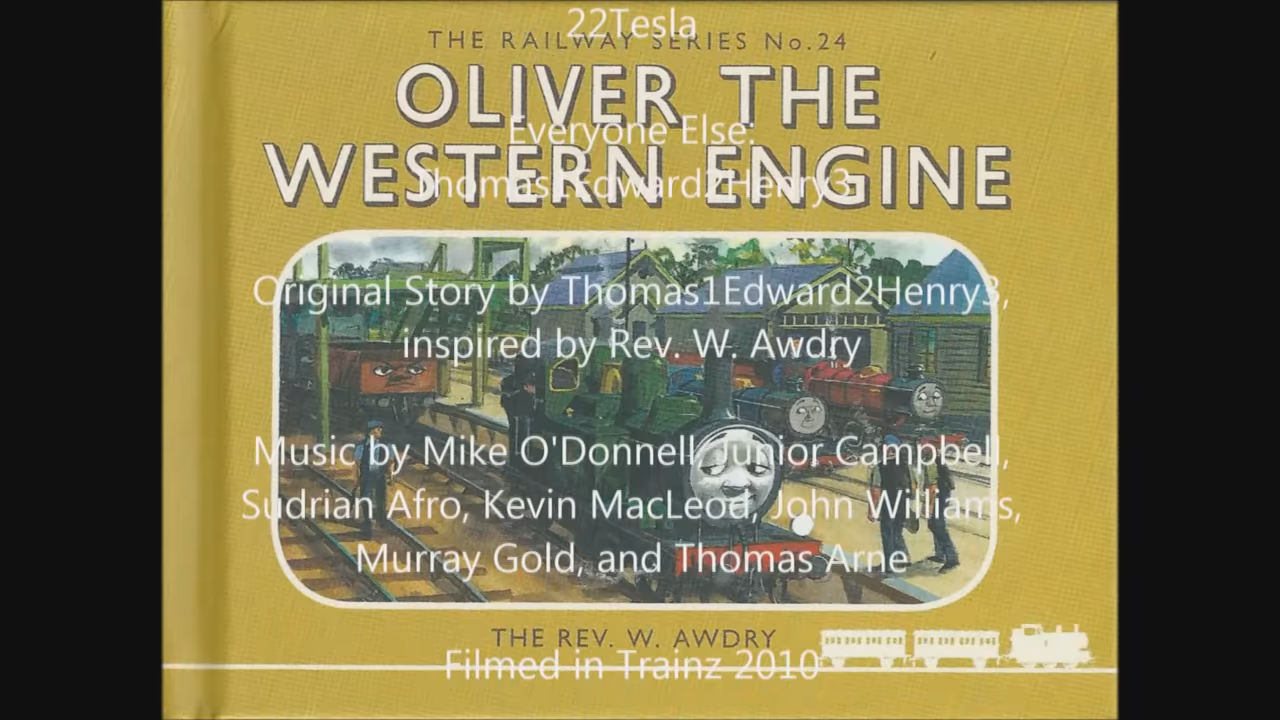 22Tesla
THE RAILWAY SERIES No.24
OLIVER THE
Everyone Else:
WESTERN ENGINE
Thomas1Edward2Henry3
Original Story by Thomas1Edward2Henry3,
inspired by Rev. W. Awdry
Music by Mike O'Donnell, Junior Campbell,
Sudrian Afro, Kevin MacLeod, John Williams,
Murray Gold, and Thomas Arne
THE REV. W. AWDRY
Filmed in Trainz 2010